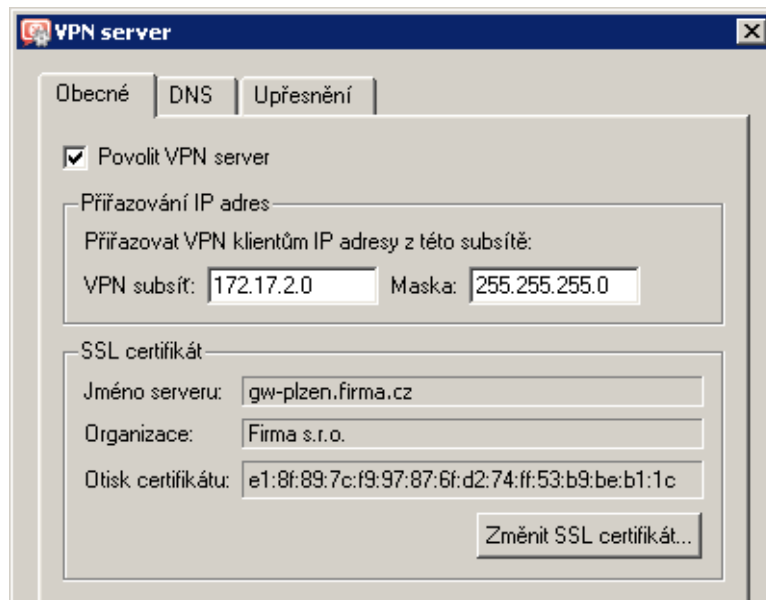 VPN server
Obecné DNS Upřesnění
Povolit VPN server
Přiřazování IP adres
Přiřazovat VPN klientům IP adresy z této subsítě:
VPN subsíť: 172.17.2.0 Maska: 255.255.255.0
SSL certifikát
Jméno serveru: gw-plzen.firma.cz
Organizace: Firma s.r.o.
Otisk certifikátu: e1:8f:89:7c:f9:97:87:6f:d2:74:ff:53:b9:be:b1:1c
Změnit SSL certifikát...